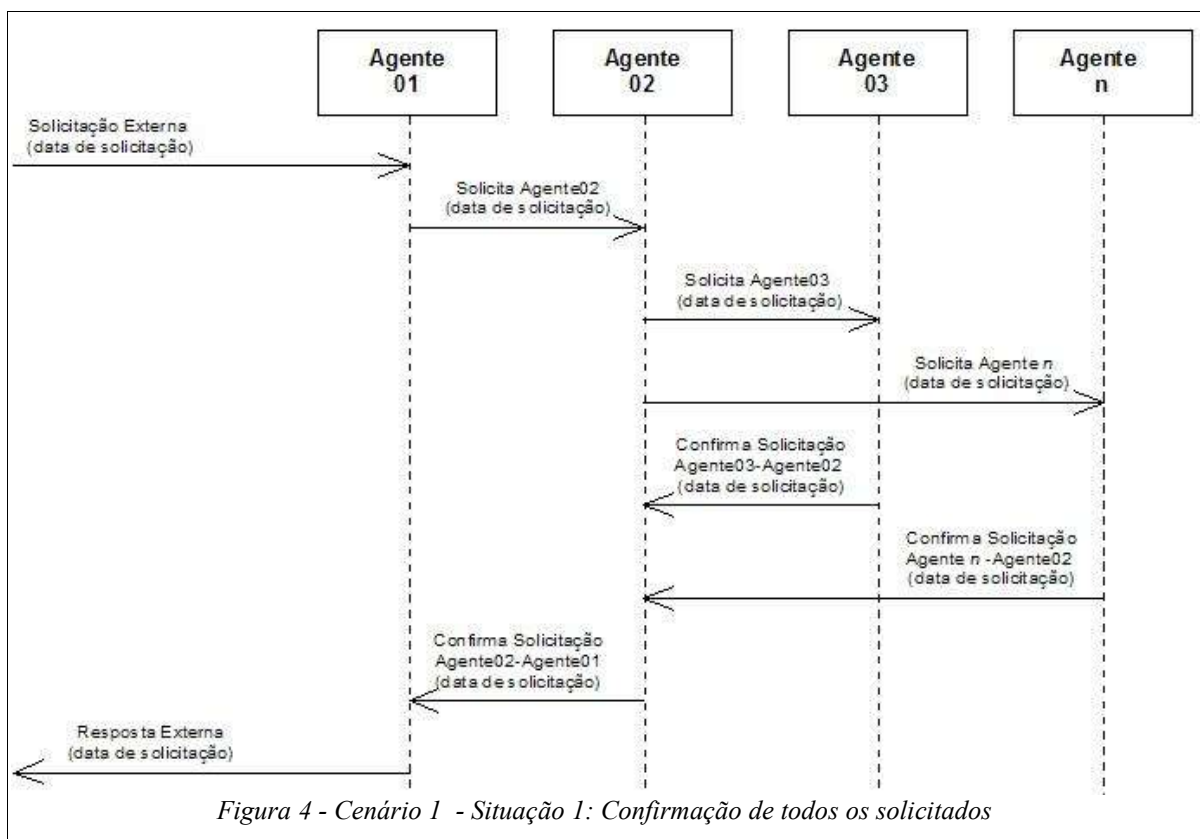 Agente
01
Agente
02
Agente
03
Agente
n
Solicitação Externa
(data de solicitação)
Solicita Agente02
(data de solicitação)
Solicita Agente03
(data de solicitação)
Solicita Agente n
(data de solicitação)
Confirma Solicitação
Agente03-Agente02
(data de solicitação)
Confirma Solicitação
Agente n -Agente02
(data de solicitação)
Confirma Solicitação
Agente02-Agente01
(data de solicitação)
Resposta Externa
(data de solicitação)
Figura 4 - Cenário 1 - Situação 1: Confirmação de todos os solicitados